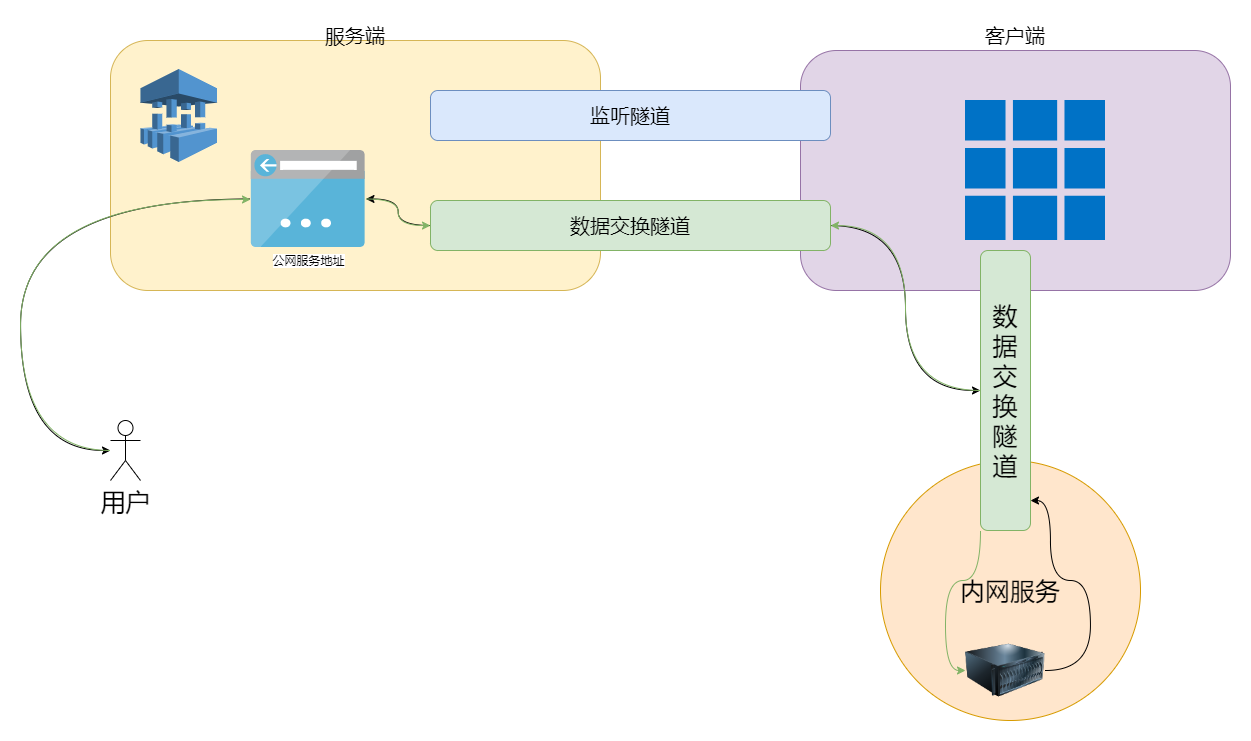 服务端
客户端
监听隧道
数据交换隧道
公网服务地址
数
据
交
换
隧
道
用户
内网服务